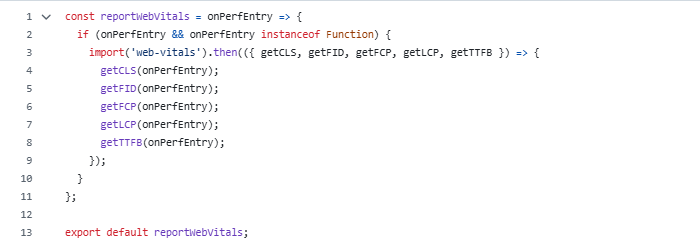 1 const reportWebVitals = onPerfEntry => {
2 if (onPerfEntry && onPerfEntry instanceof Function) {
3 import('web-vitals').then(({ getCLS, getFID, getFCP, getLCP, getTTFB }) => {
4 getCLS(onPerfEntry);
5 getFID(onPerfEntry);
6 getFCP(onPerfEntry);
7 getLCP(onPerfEntry);
8 getTTFB(onPerfEntry);
9 });
10 }
11 };
12
13 export default reportWebVitals;